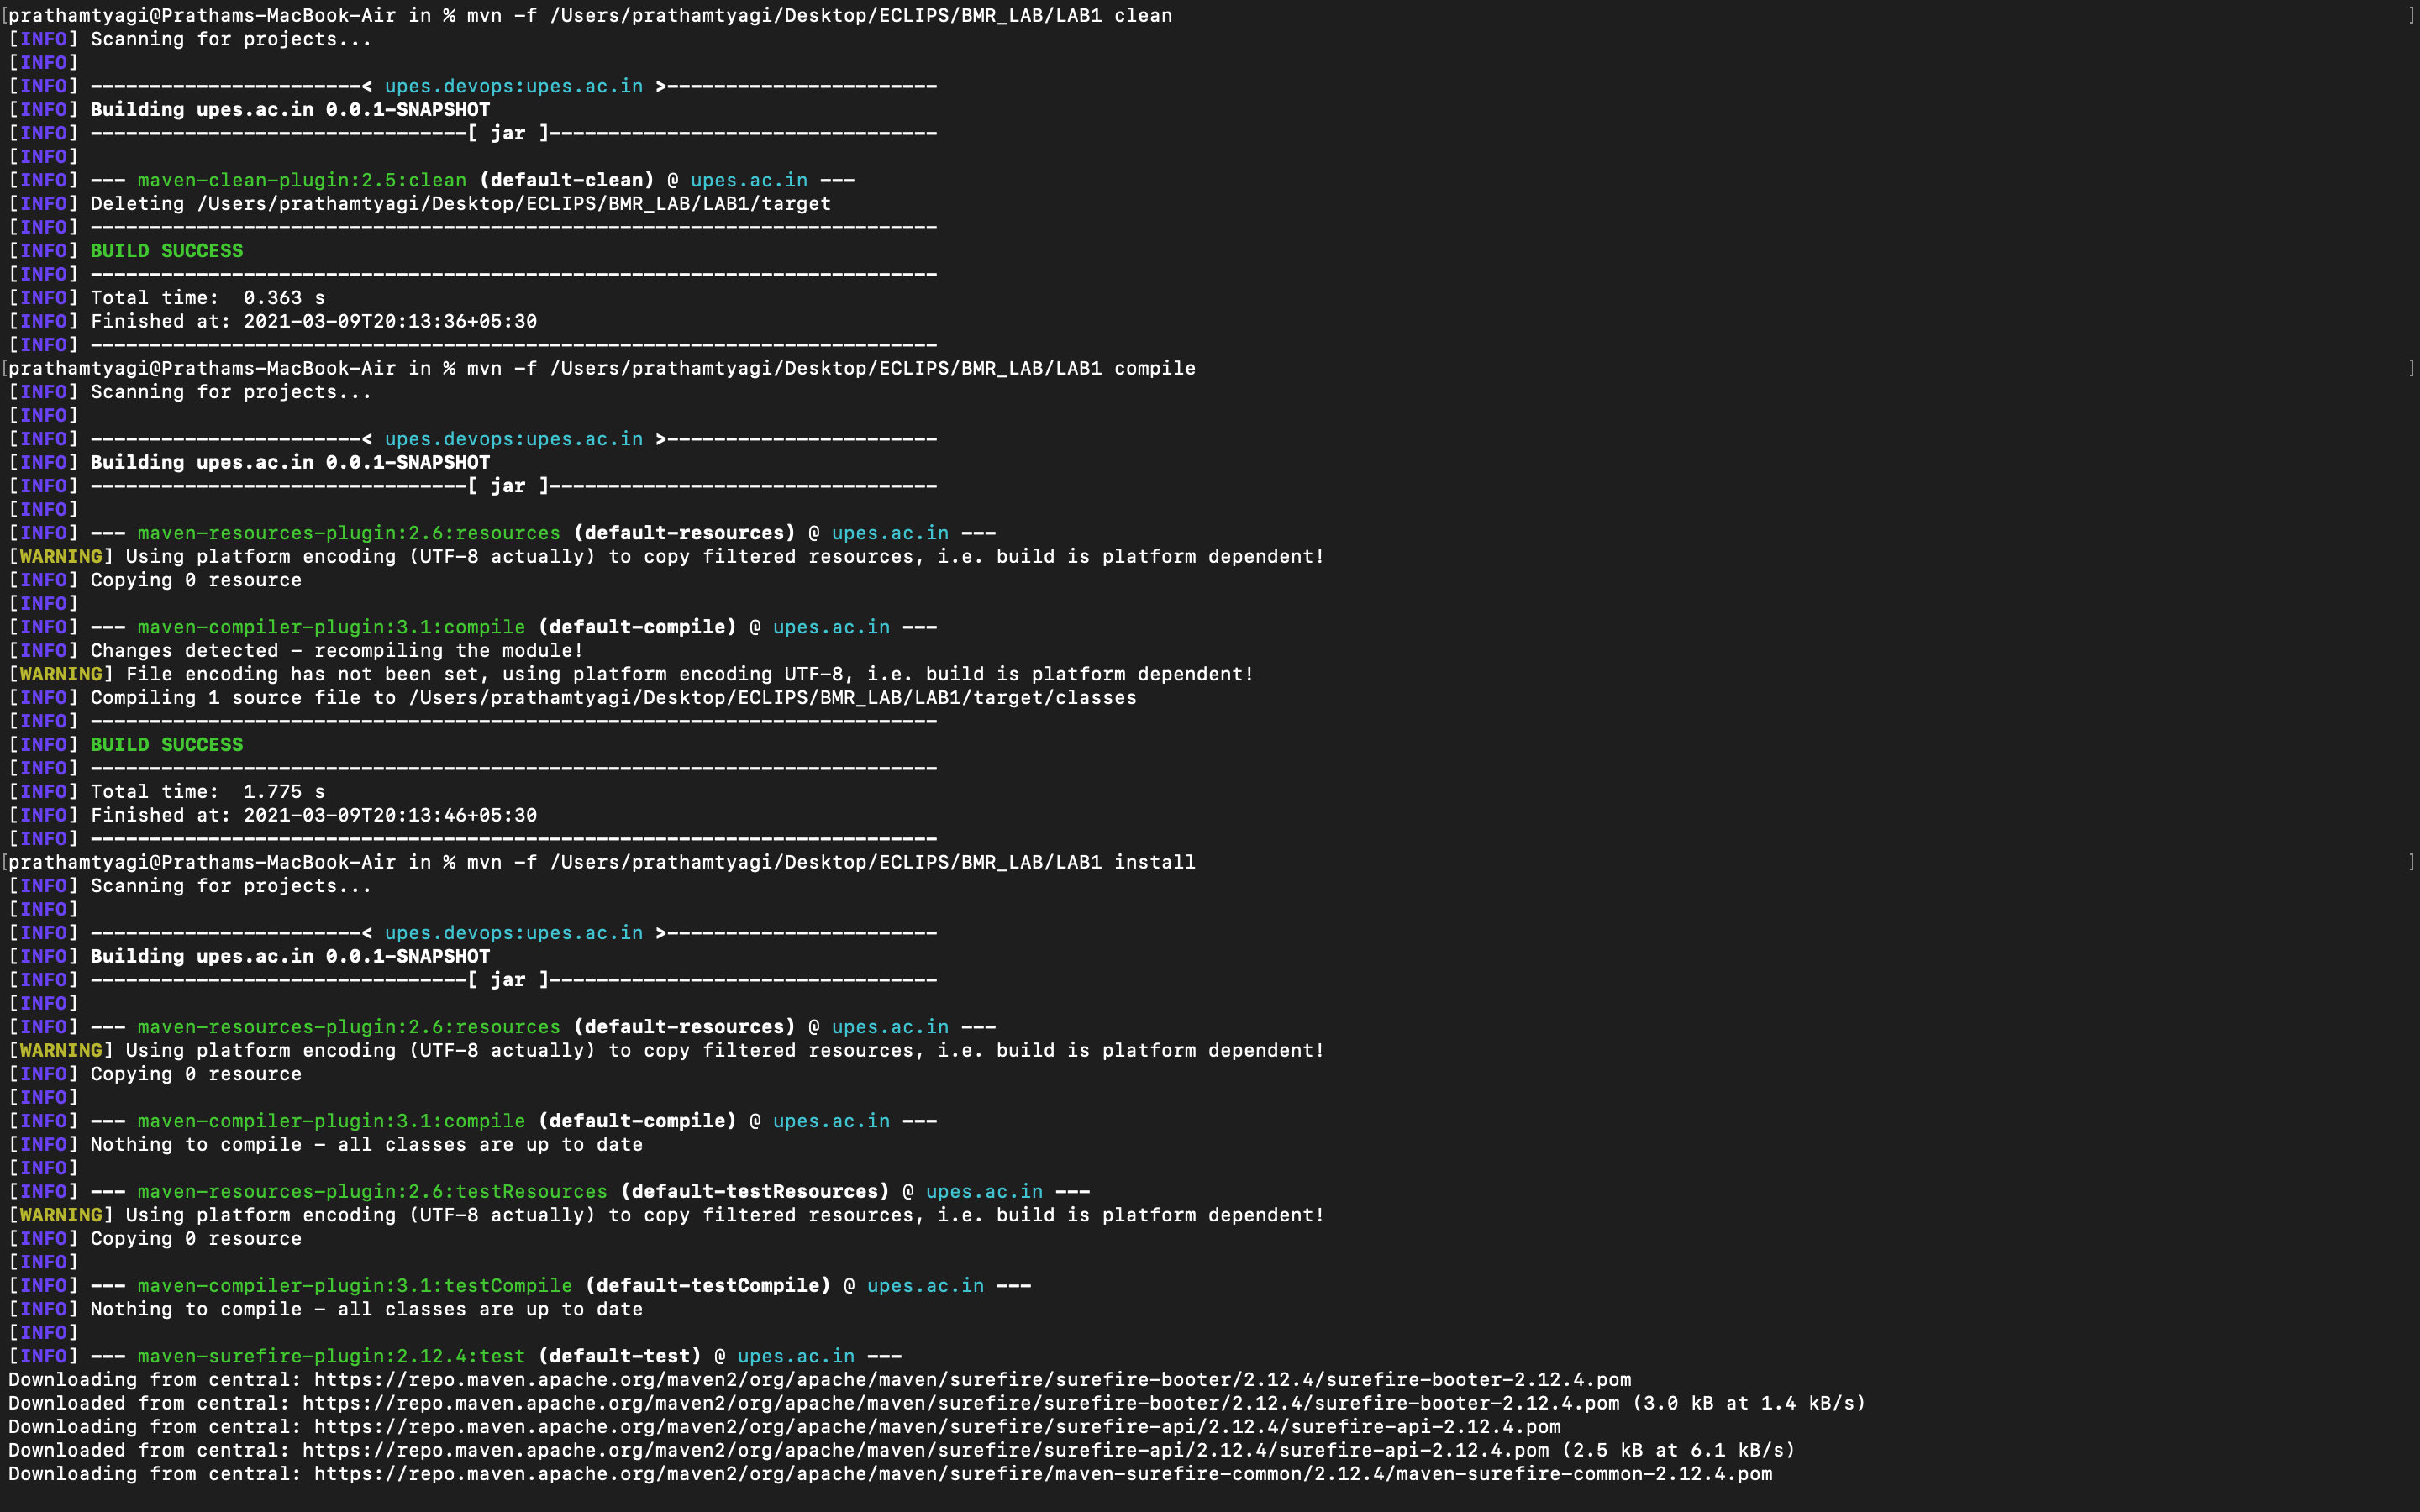 [prathamtyagi@Prathams-MacBook-Air in % mvn -f /Users/prathamtyagi/Desktop/ECLIPS/BMR_LAB/LAB1 clean ]
[INFO] Scanning for projects...
[INFO]
[INFO] -----------------------< upes.devops:upes.ac.in >-----------------------
[INFO] Building upes.ac.in 0.0.1-SNAPSHOT
[INFO] --------------------------------[ jar ]---------------------------------
[INFO]
[INFO] --- maven-clean-plugin:2.5:clean (default-clean) @ upes.ac.in ---
[INFO] Deleting /Users/prathamtyagi/Desktop/ECLIPS/BMR_LAB/LAB1/target
[INFO] ------------------------------------------------------------------------
[INFO] BUILD SUCCESS
[INFO] ------------------------------------------------------------------------
[INFO] Total time:  0.363 s
[INFO] Finished at: 2021-03-09T20:13:36+05:30
[INFO] ------------------------------------------------------------------------
[prathamtyagi@Prathams-MacBook-Air in % mvn -f /Users/prathamtyagi/Desktop/ECLIPS/BMR_LAB/LAB1 compile ]
[INFO] Scanning for projects...
[INFO]
[INFO] -----------------------< upes.devops:upes.ac.in >-----------------------
[INFO] Building upes.ac.in 0.0.1-SNAPSHOT
[INFO] --------------------------------[ jar ]---------------------------------
[INFO]
[INFO] --- maven-resources-plugin:2.6:resources (default-resources) @ upes.ac.in ---
[WARNING] Using platform encoding (UTF-8 actually) to copy filtered resources, i.e. build is platform dependent!
[INFO] Copying 0 resource
[INFO]
[INFO] --- maven-compiler-plugin:3.1:compile (default-compile) @ upes.ac.in ---
[INFO] Changes detected - recompiling the module!
[WARNING] File encoding has not been set, using platform encoding UTF-8, i.e. build is platform dependent!
[INFO] Compiling 1 source file to /Users/prathamtyagi/Desktop/ECLIPS/BMR_LAB/LAB1/target/classes
[INFO] ------------------------------------------------------------------------
[INFO] BUILD SUCCESS
[INFO] ------------------------------------------------------------------------
[INFO] Total time:  1.775 s
[INFO] Finished at: 2021-03-09T20:13:46+05:30
[INFO] ------------------------------------------------------------------------
[prathamtyagi@Prathams-MacBook-Air in % mvn -f /Users/prathamtyagi/Desktop/ECLIPS/BMR_LAB/LAB1 install ]
[INFO] Scanning for projects...
[INFO]
[INFO] -----------------------< upes.devops:upes.ac.in >-----------------------
[INFO] Building upes.ac.in 0.0.1-SNAPSHOT
[INFO] --------------------------------[ jar ]---------------------------------
[INFO]
[INFO] --- maven-resources-plugin:2.6:resources (default-resources) @ upes.ac.in ---
[WARNING] Using platform encoding (UTF-8 actually) to copy filtered resources, i.e. build is platform dependent!
[INFO] Copying 0 resource
[INFO]
[INFO] --- maven-compiler-plugin:3.1:compile (default-compile) @ upes.ac.in ---
[INFO] Nothing to compile - all classes are up to date
[INFO]
[INFO] --- maven-resources-plugin:2.6:testResources (default-testResources) @ upes.ac.in ---
[WARNING] Using platform encoding (UTF-8 actually) to copy filtered resources, i.e. build is platform dependent!
[INFO] Copying 0 resource
[INFO]
[INFO] --- maven-compiler-plugin:3.1:testCompile (default-testCompile) @ upes.ac.in ---
[INFO] Nothing to compile - all classes are up to date
[INFO]
[INFO] --- maven-surefire-plugin:2.12.4:test (default-test) @ upes.ac.in ---
Downloading from central: https://repo.maven.apache.org/maven2/org/apache/maven/surefire/surefire-booter/2.12.4/surefire-booter-2.12.4.pom
Downloaded from central: https://repo.maven.apache.org/maven2/org/apache/maven/surefire/surefire-booter/2.12.4/surefire-booter-2.12.4.pom (3.0 kB at 1.4 kB/s)
Downloading from central: https://repo.maven.apache.org/maven2/org/apache/maven/surefire/surefire-api/2.12.4/surefire-api-2.12.4.pom
Downloaded from central: https://repo.maven.apache.org/maven2/org/apache/maven/surefire/surefire-api/2.12.4/surefire-api-2.12.4.pom (2.5 kB at 6.1 kB/s)
Downloading from central: https://repo.maven.apache.org/maven2/org/apache/maven/surefire/maven-surefire-common/2.12.4/maven-surefire-common-2.12.4.pom